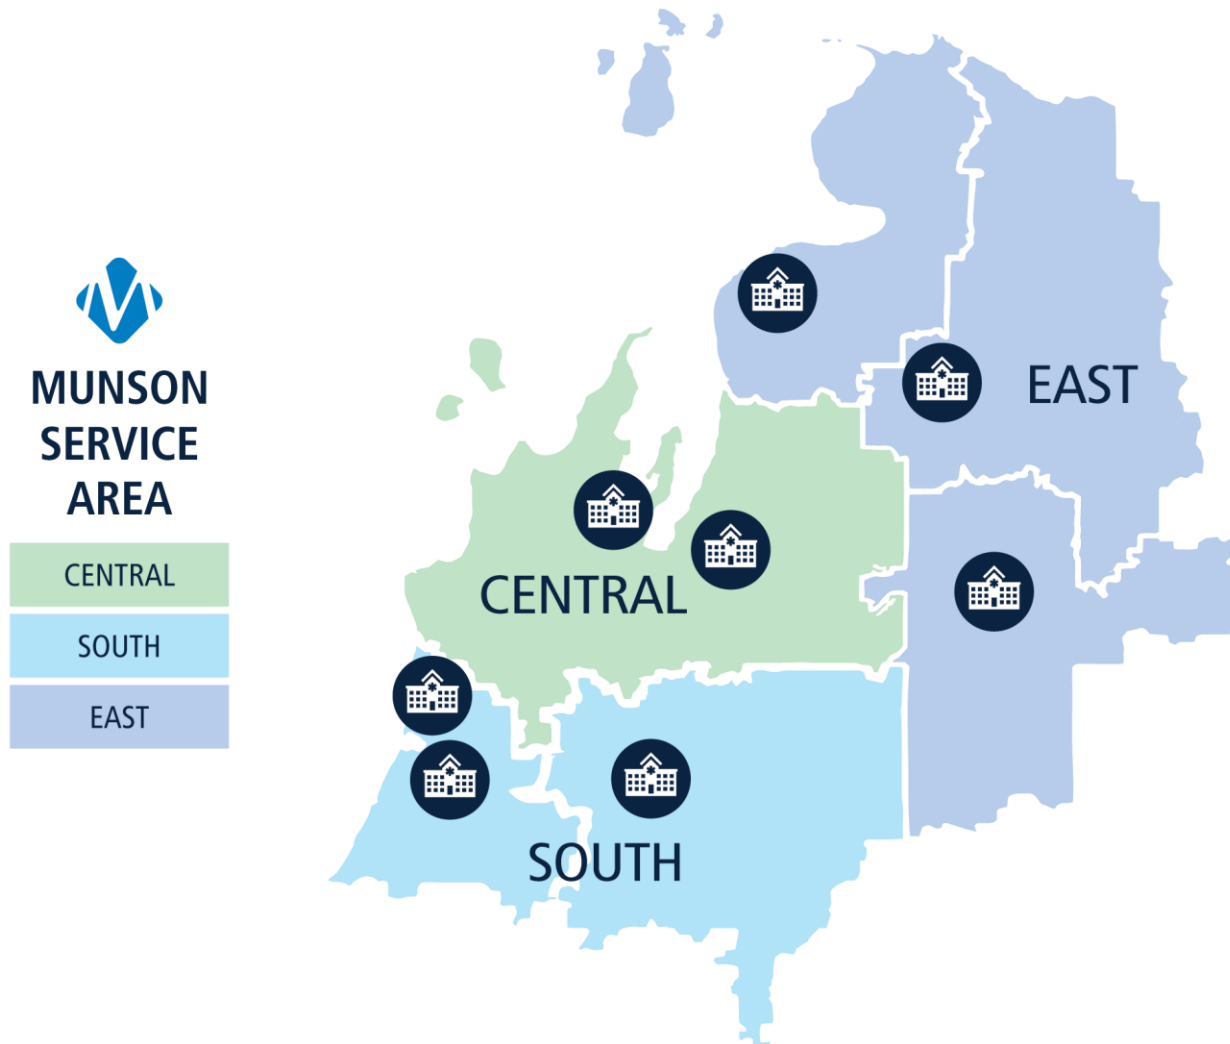 MUNSON
SERVICE
AREA
CENTRAL
SOUTH
EAST
EAST
CENTRAL
SOUTH